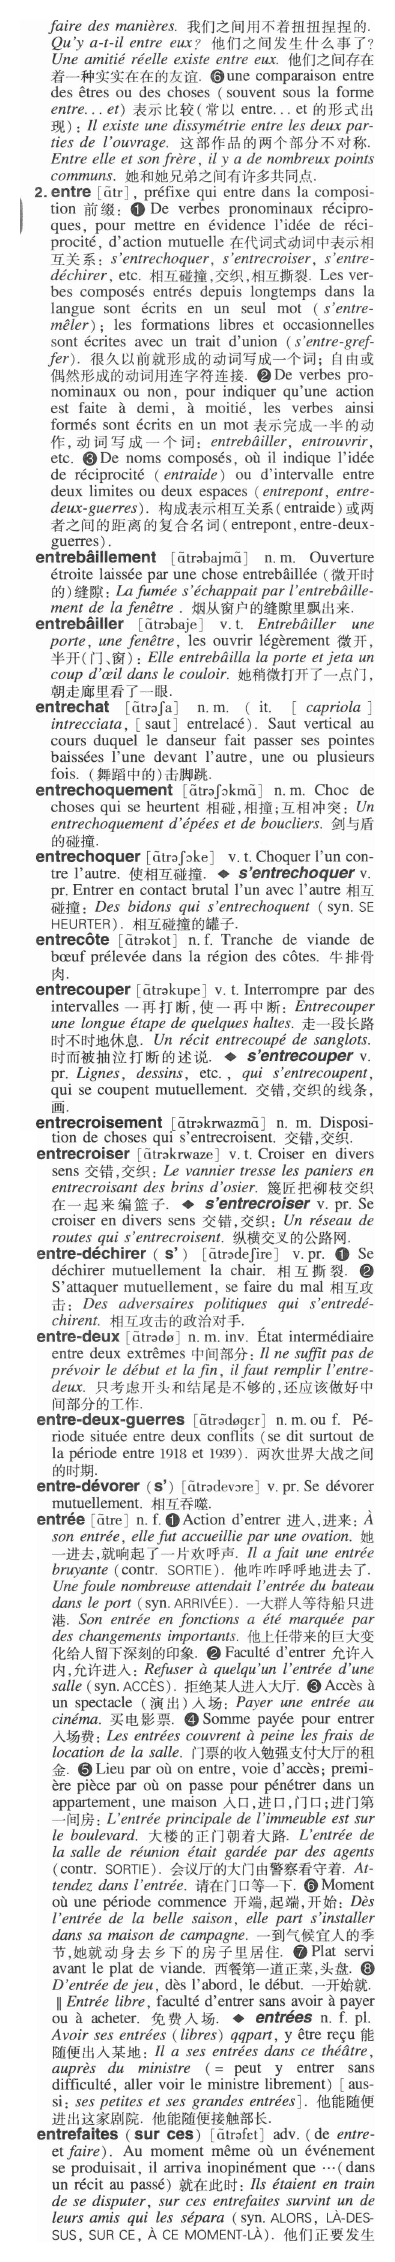 faire des manières. 我们之间用不着扭扭捏捏的.
Qu'y a-t-il entre eux? 他们之间发生什么事了?
Une amitié réelle existe entre eux. 他们之间存在
着一种实实在在的友谊. ❻ une comparaison entre
des êtres ou des choses (souvent sous la forme
entre... et) 表示比较(常以 entre... et 的形式出
现): Il existe une dissymétrie entre les deux par-
ties de l'ouvrage. 这部作品的两个部分不对称.
Entre elle et son frère, il y a de nombreux points
communs. 她和她兄弟之间有许多共同点.
2. entre [ɑ̃tr], préfixe qui entre dans la composi-
tion 前缀: ❶ De verbes pronominaux récipro-
ques, pour mettre en évidence l'idée de réci-
procité, d'action mutuelle 在代词式动词中表示相
互关系: s'entrechoquer, s'entrecroiser, s'entre-
déchirer, etc. 相互碰撞,交织,相互撕裂. Les ver-
bes composés entrés depuis longtemps dans la
langue sont écrits en un seul mot (s'entre-
mêler); les formations libres et occasionnelles
sont écrites avec un trait d'union (s'entre-gref-
fer). 很久以前就形成的动词写成一个词; 自由或
偶然形成的动词用连字符连接. ❷ De verbes pro-
nominaux ou non, pour indiquer qu'une action
est faite à demi, à moitié, les verbes ainsi
formés sont écrits en un mot 表示完成一半的动
作, 动词写成一个词: entrebâiller, entrouvrir,
etc. ❸ De noms composés, où il indique l'idée
de réciprocité (entraide) ou d'intervalle entre
deux limites ou deux espaces (entrepont, entre-
deux-guerres). 构成表示相互关系(entraide)或两
者之间的距离的复合名词(entrepont, entre-deux-
guerres).
entrebâillement [ɑ̃trəbajmɑ̃] n. m. Ouverture
étroite laissée par une chose entrebâillée (微开时
的)缝隙: La fumée s'échappait par l'entrebâille-
ment de la fenêtre. 烟从窗户的缝隙里飘出来.
entrebâiller [ɑ̃trəbaje] v. t. Entrebâiller une
porte, une fenêtre, les ouvrir légèrement 微开,
半开(门、窗): Elle entrebâilla la porte et jeta un
coup d'œil dans le couloir. 她稍微打开了一点门,
朝走廊里看了一眼.
entrechat [ɑ̃trəʃa] n. m. ( it. [ capriola ]
intrecciata, [ saut] entrelacé). Saut vertical au
cours duquel le danseur fait passer ses pointes
baissées l'une devant l'autre, une ou plusieurs
fois. (舞蹈中的)击脚跳.
entrechoquement [ɑ̃trəʃɔkmɑ̃] n. m. Choc de
choses qui se heurtent 相碰,相撞;互相冲突: Un
entrechoquement d'épées et de boucliers. 剑与盾
的碰撞.
entrechoquer [ɑ̃trəʃɔke] v. t. Choquer l'un con-
tre l'autre. 使相互碰撞. ◆ s'entrechoquer v.
pr. Entrer en contact brutal l'un avec l'autre 相互
碰撞: Des bidons qui s'entrechoquent (syn. SE
HEURTER). 相互碰撞的罐子.
entrecôte [ɑ̃trəkot] n. f. Tranche de viande de
bœuf prélevée dans la région des côtes. 牛排骨
肉.
entrecouper [ɑ̃trəkupe] v. t. Interrompre par des
intervalles 一再打断,使一再中断: Entrecouper
une longue étape de quelques haltes. 走一段长路
时不时地休息. Un récit entrecoupé de sanglots.
时而被抽泣打断的述说. ◆ s'entrecouper v.
pr. Lignes, dessins, etc., qui s'entrecoupent,
qui se coupent mutuellement. 交错,交织的线条,
画.
entrecroisement [ɑ̃trəkrwazmɑ̃] n. m. Disposi-
tion de choses qui s'entrecroisent. 交错,交织.
entrecroiser [ɑ̃trəkrwaze] v. t. Croiser en divers
sens 交错,交织: Le vannier tresse les paniers en
entrecroisant des brins d'osier. 篾匠把柳枝交织
在一起来编篮子. ◆ s'entrecroiser v. pr. Se
croiser en divers sens 交错,交织: Un réseau de
routes qui s'entrecroisent. 纵横交叉的公路网.
entre-déchirer ( s' ) [ɑ̃trədeʃire] v. pr. ❶ Se
déchirer mutuellement la chair. 相互撕裂. ❷
S'attaquer mutuellement, se faire du mal 相互攻
击: Des adversaires politiques qui s'entredé-
chirent. 相互攻击的政治对手.
entre-deux [ɑ̃trədø] n. m. inv. État intermédiaire
entre deux extrêmes 中间部分: Il ne suffit pas de
prévoir le début et la fin, il faut remplir l'entre-
deux. 只考虑开头和结尾是不够的,还应该做好中
间部分的工作.
entre-deux-guerres [ɑ̃trədøgɛr] n. m. ou f. Pé-
riode située entre deux conflits (se dit surtout de
la période entre 1918 et 1939). 两次世界大战之间
的时期.
entre-dévorer (s') [ɑ̃trədevɔre] v. pr. Se dévorer
mutuellement. 相互吞噬.
entrée [ɑ̃tre] n. f. ❶ Action d'entrer 进入,进来: À
son entrée, elle fut accueillie par une ovation. 她
一进去,就响起了一片欢呼声. Il a fait une entrée
bruyante (contr. SORTIE). 他咋咋呼呼地进去了.
Une foule nombreuse attendait l'entrée du bateau
dans le port (syn. ARRIVÉE). 一大群人等待船只进
港. Son entrée en fonctions a été marquée par
des changements importants. 他上任带来的巨大变
化给人留下深刻的印象. ❷ Faculté d'entrer 允许入
内,允许进入: Refuser à quelqu'un l'entrée d'une
salle (syn. ACCÈS). 拒绝某人进入大厅. ❸ Accès à
un spectacle (演出)入场: Payer une entrée au
cinéma. 买电影票. ❹ Somme payée pour entrer
入场费: Les entrées couvrent à peine les frais de
location de la salle. 门票的收入勉强支付大厅的租
金. ❺ Lieu par où on entre, voie d'accès; premi-
ère pièce par où on passe pour pénétrer dans un
appartement, une maison 入口,进口,门口;进门第
一间房: L'entrée principale de l'immeuble est sur
le boulevard. 大楼的正门朝着大路. L'entrée de
la salle de réunion était gardée par des agents
(contr. SORTIE). 会议厅的大门由警察看守着. At-
tendez dans l'entrée. 请在门口等一下. ❻ Moment
où une période commence 开端,起端,开始: Dès
l'entrée de la belle saison, elle part s'installer
dans sa maison de campagne. 一到气候宜人的季
节,她就动身去乡下的房子里居住. ❼ Plat servi
avant le plat de viande. 西餐第一道正菜,头盘. ❽
D'entrée de jeu, dès l'abord, le début. 一开始就.
‖ Entrée libre, faculté d'entrer sans avoir à payer
ou à acheter. 免费入场. ◆ entrées n. f. pl.
Avoir ses entrées (libres) qqpart, y être reçu 能
随便出入某地: Il a ses entrées dans ce théâtre,
auprès du ministre (= peut y entrer sans
difficulté, aller voir le ministre librement) [aus-
si: ses petites et ses grandes entrées]. 他能随便
进出这家剧院. 他能随便接触部长.
entrefaites (sur ces) [ɑ̃trəfɛt] adv. (de entre-
et faire). Au moment même où un événement
se produisait, il arriva inopinément que …(dans
un récit au passé) 就在此时: Ils étaient en train
de se disputer, sur ces entrefaites survint un de
leurs amis qui les sépara (syn. ALORS, LÀ-DES-
SUS, SUR CE, À CE MOMENT-LÀ). 他们正要发生